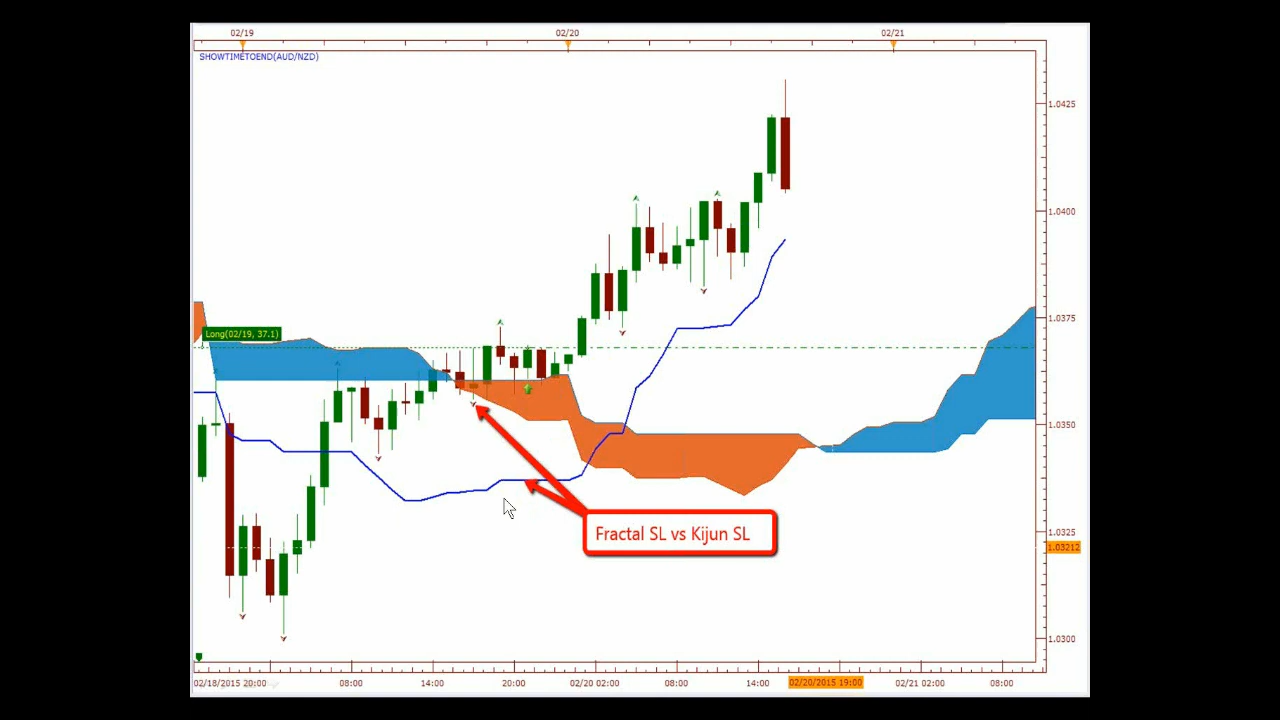 02/19 02/20 02/21
SHOWTIMETOEND(AUD/NZD)
1.0425
1.0400
1.0375
Long(02/19, 37.1)
1.0350
Fractal SL vs Kijun SL
1.0325
1.03212
1.0300
02/18/2015 20:00 08:00 14:00 20:00 02/20 02:00 08:00 14:00 02/20/2015 19:00 02/21 02:00 08:00